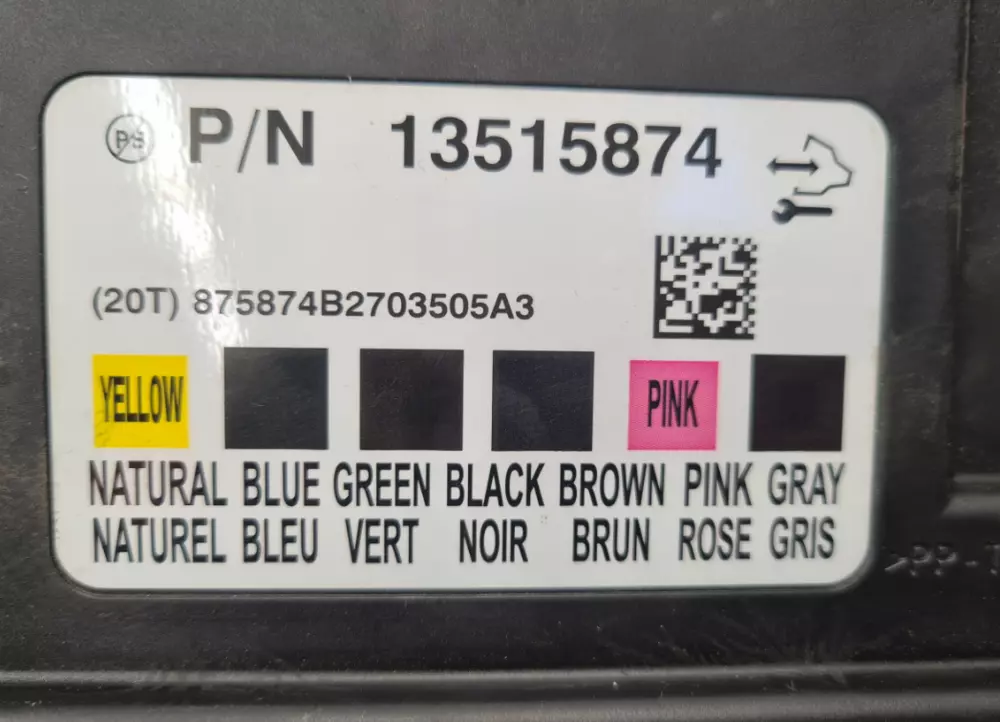 P/N 13515874
(20T) 875874B2703505A3
YELLOW PINK
NATURAL BLUE GREEN BLACK BROWN PINK GRAY
NATUREL BLEU VERT NOIR BRUN ROSE GRIS
>PP-